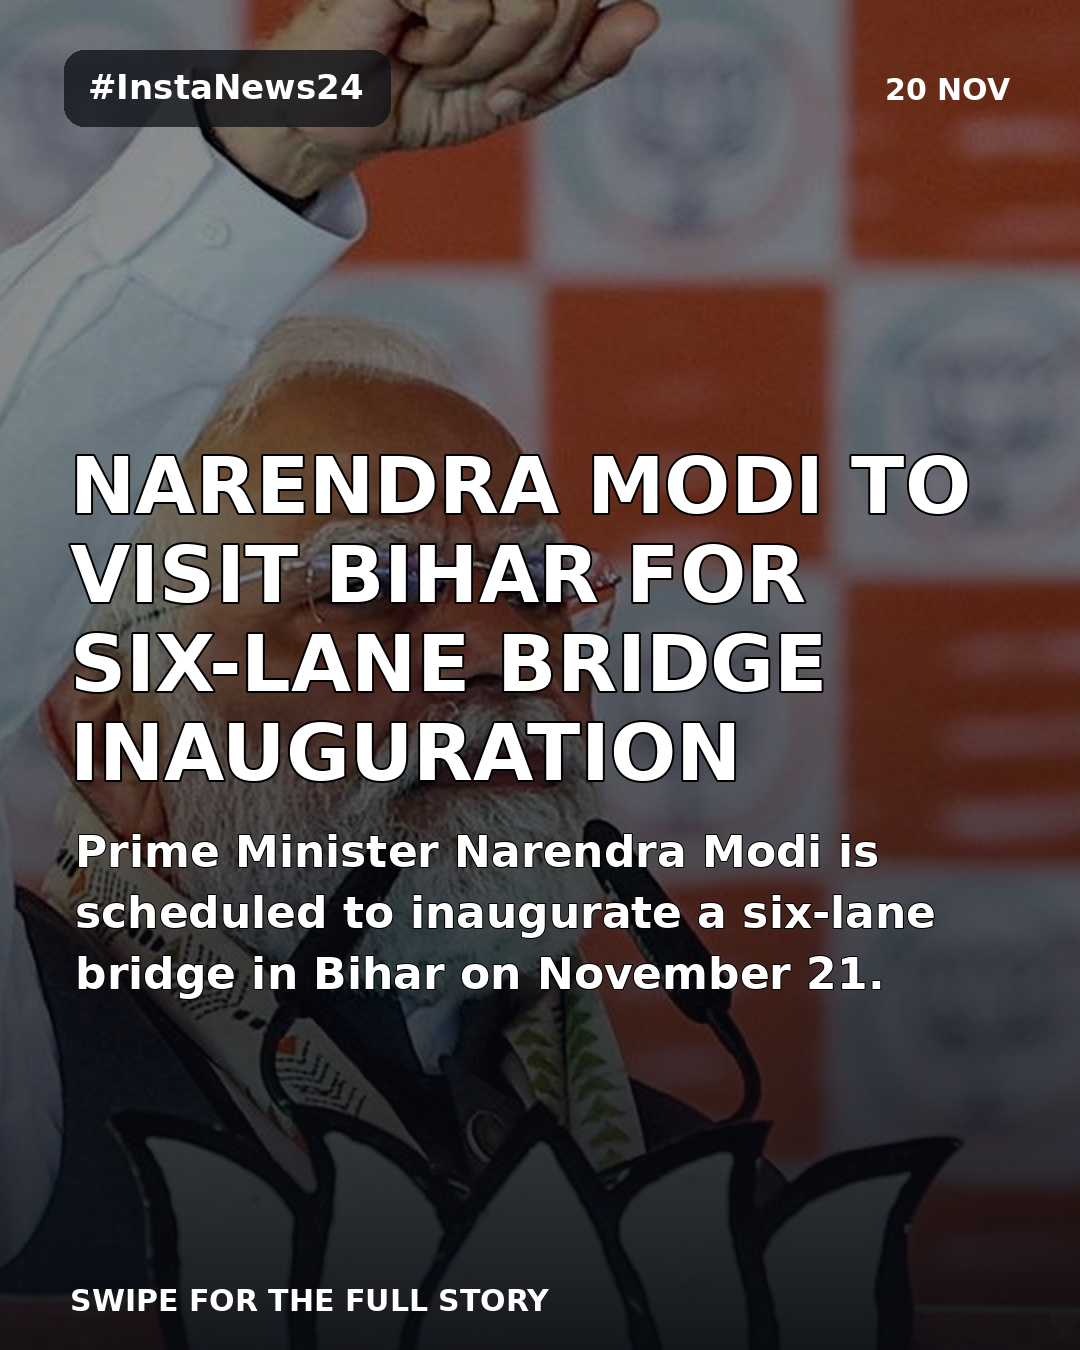 #InstaNews24
20 NOV
NARENDRA MODI TO
VISIT BIHAR FOR
SIX-LANE BRIDGE
INAUGURATION
Prime Minister Narendra Modi is
scheduled to inaugurate a six-lane
bridge in Bihar on November 21.
SWIPE FOR THE FULL STORY